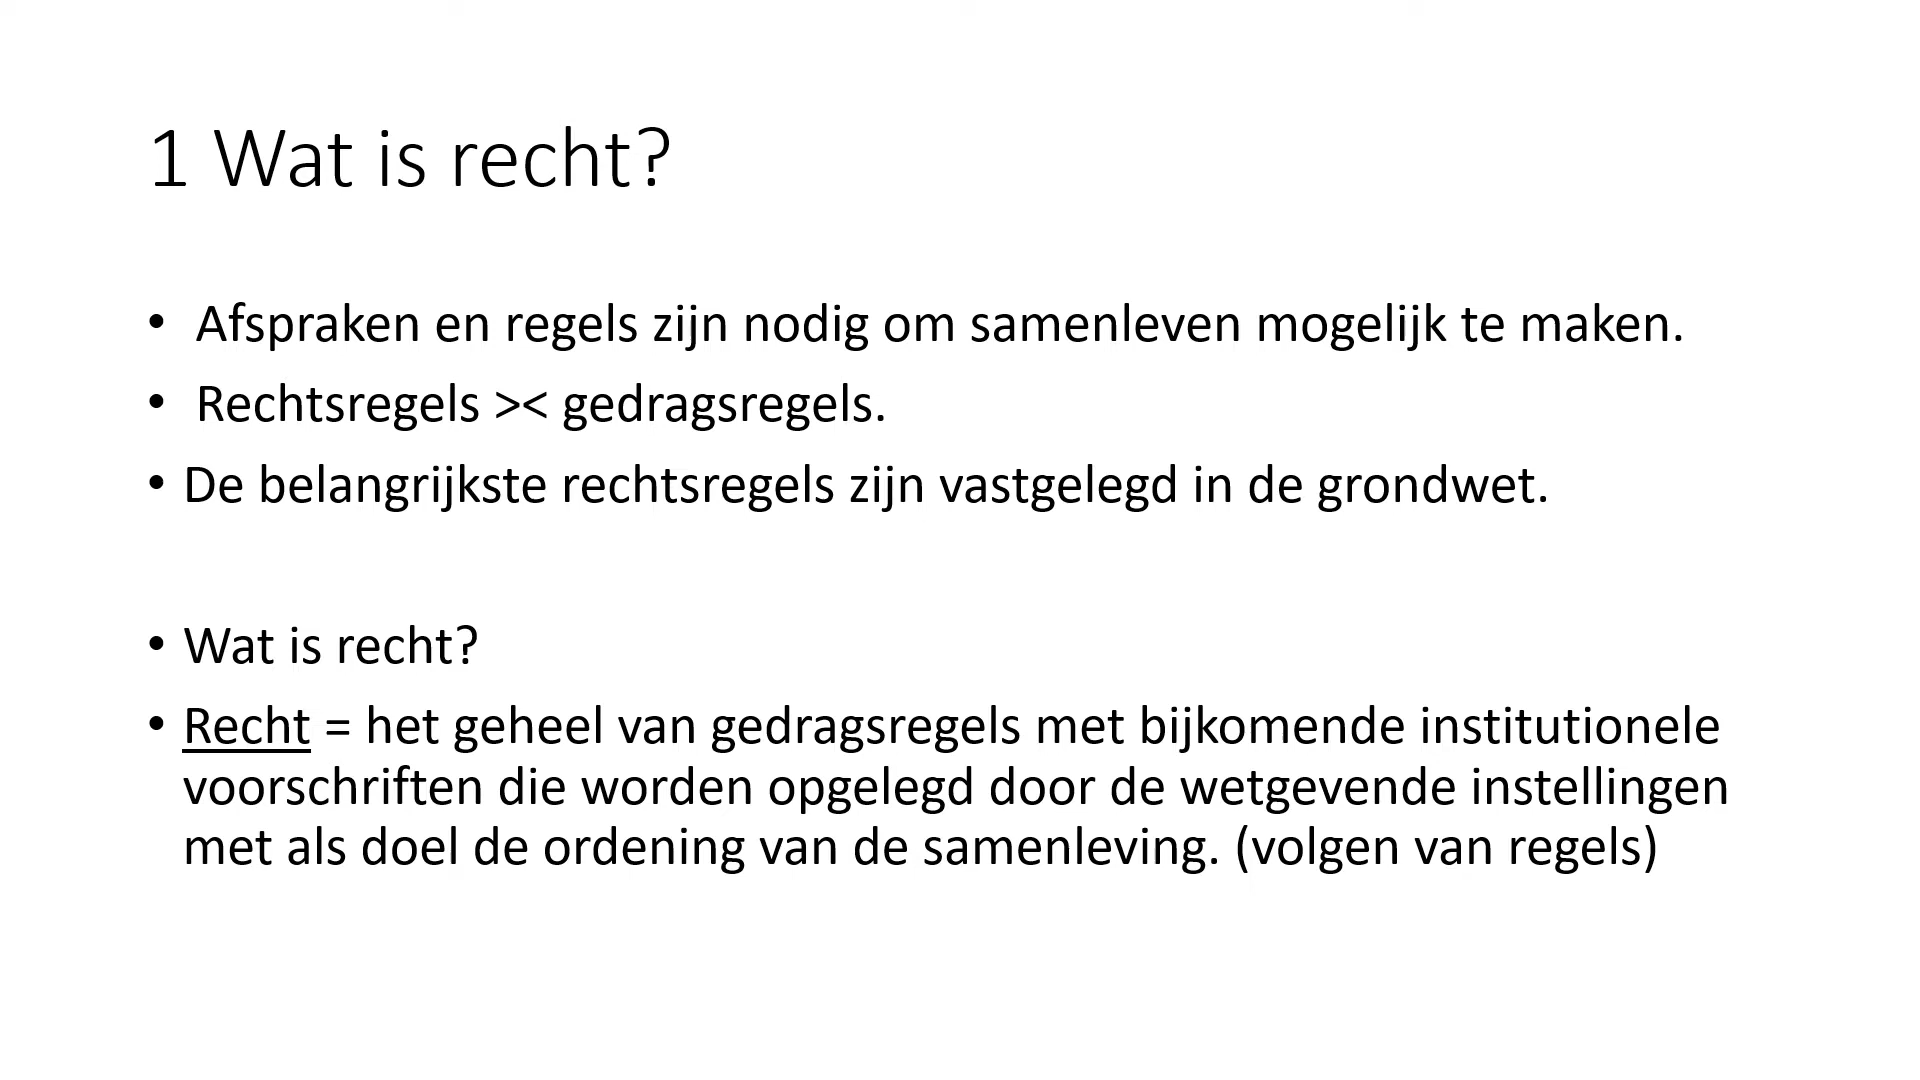 1 Wat is recht?
• Afspraken en regels zijn nodig om samenleven mogelijk te maken.
• Rechtsregels >< gedragsregels.
• De belangrijkste rechtsregels zijn vastgelegd in de grondwet.
• Wat is recht?
• Recht = het geheel van gedragsregels met bijkomende institutionele
voorschriften die worden opgelegd door de wetgevende instellingen
met als doel de ordening van de samenleving. (volgen van regels)